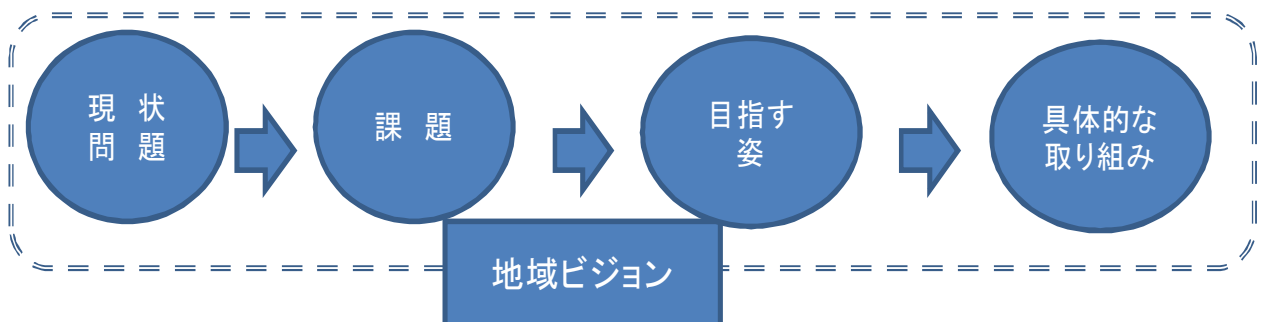 現　状
問　題
課　題
目指す
姿
具体的な
取り組み
地域ビジョン